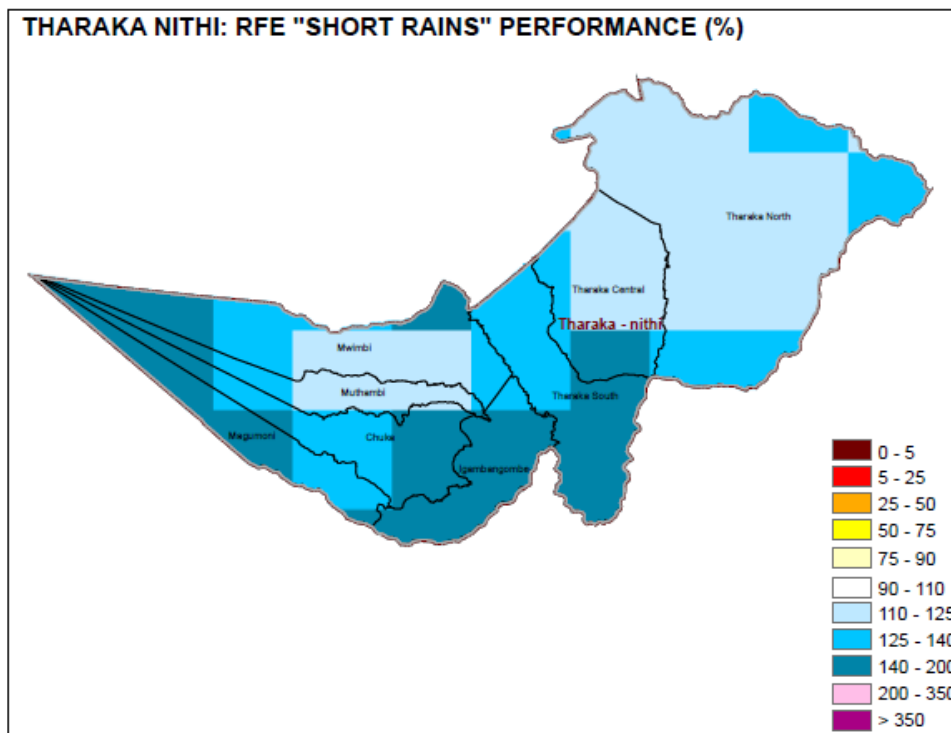 THARAKA NITHI: RFE "SHORT RAINS" PERFORMANCE (%)
Tharaka North
Tharaka Central
Tharaka - nithi
Mwimbi
Muthambi
Tharaka South
Magumoni
Chuka
Igambangombe
0 - 5
5 - 25
25 - 50
50 - 75
75 - 90
90 - 110
110 - 125
125 - 140
140 - 200
200 - 350
> 350